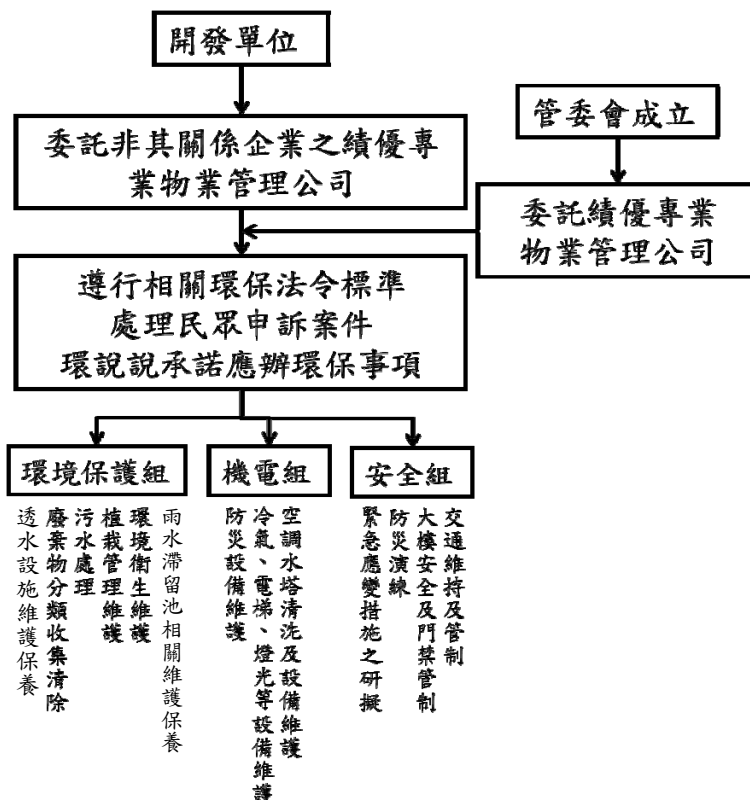 開發單位
管委會成立
委託非其關係企業之績優專
業物業管理公司
委託績優專業
物業管理公司
遵行相關環保法令標準
處理民眾申訴案件
環說說承諾應辦環保事項
環境保護組
機電組
安全組
雨水滯留池相關維護保養
環境衛生維護
植栽管理維護
污水處理
廢棄物分類收集清除
透水設施維護保養
空調水塔清洗及設備維護
冷氣、電梯、燈光等設備維護
防災設備維護
交通維持及管制
大樓安全及門禁管制
防災演練
緊急應變措施之研擬